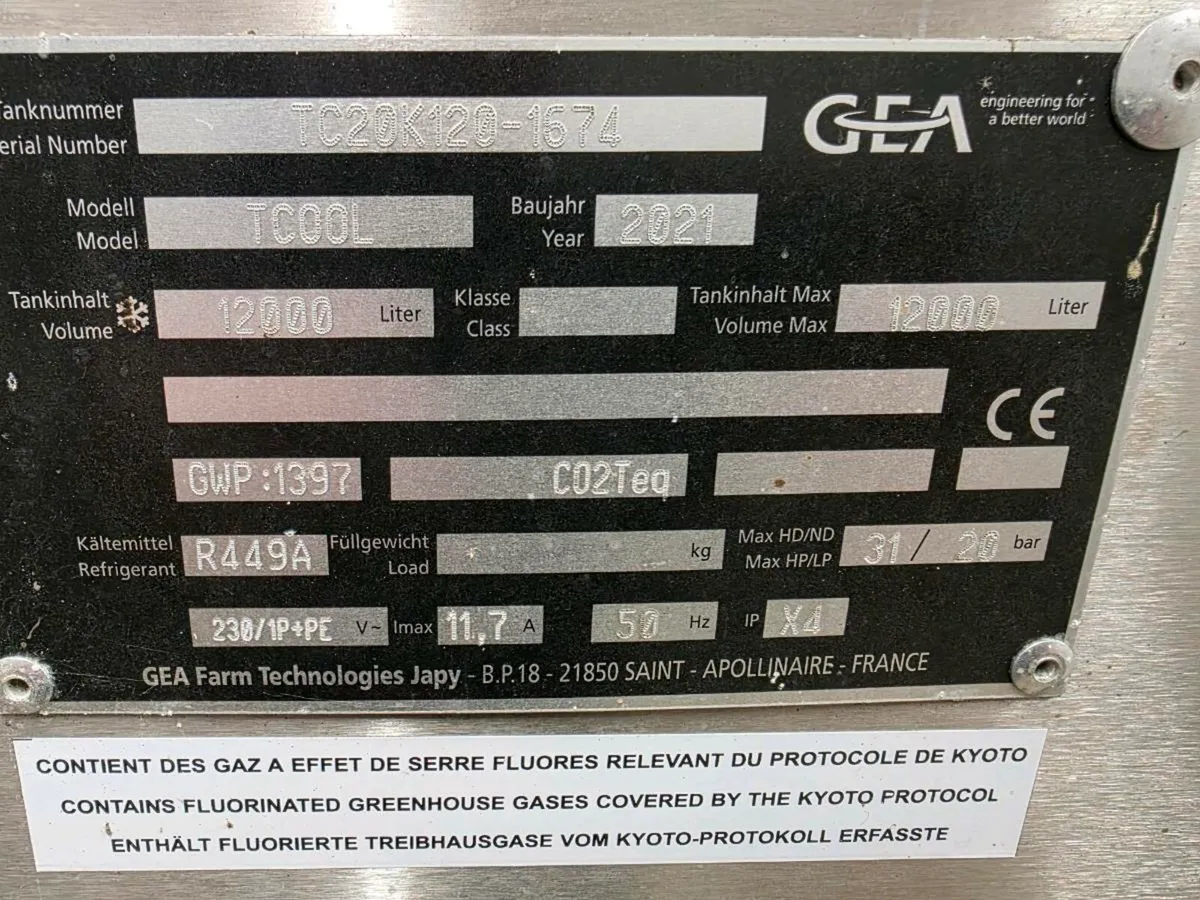 Tanknummer
Serial Number
TC20K120-1674
GEA
engineering for
a better world
Modell
Model
TCOOL
Baujahr
Year
2021
Tankinhalt
Volume
12000 Liter
Klasse
Class
Tankinhalt Max
Volume Max
12000 Liter
CE
GWP:1397
CO2Teq
Kältemittel
Refrigerant
R449A
Füllgewicht
Load
kg
Max HD/ND
Max HP/LP
31 / 20 bar
230/1P+PE V~
Imax 11,7 A
50 Hz
IP X4
GEA Farm Technologies Japy - B.P.18 - 21850 SAINT - APOLLINAIRE - FRANCE
CONTIENT DES GAZ A EFFET DE SERRE FLUORES RELEVANT DU PROTOCOLE DE KYOTO
CONTAINS FLUORINATED GREENHOUSE GASES COVERED BY THE KYOTO PROTOCOL
ENTHÄLT FLUORIERTE TREIBHAUSGASE VOM KYOTO-PROTOKOLL ERFASSTE